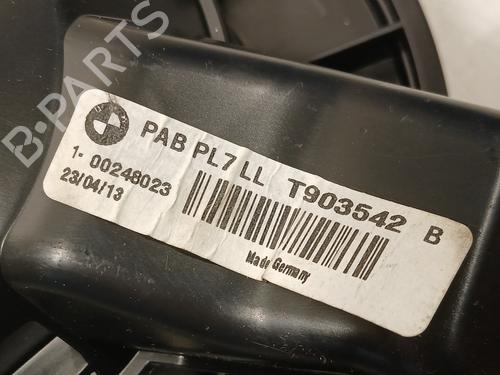 B-PARTS
PAB PL7 LL T903542 B
1- 00248023
23/04/13
Made Germany